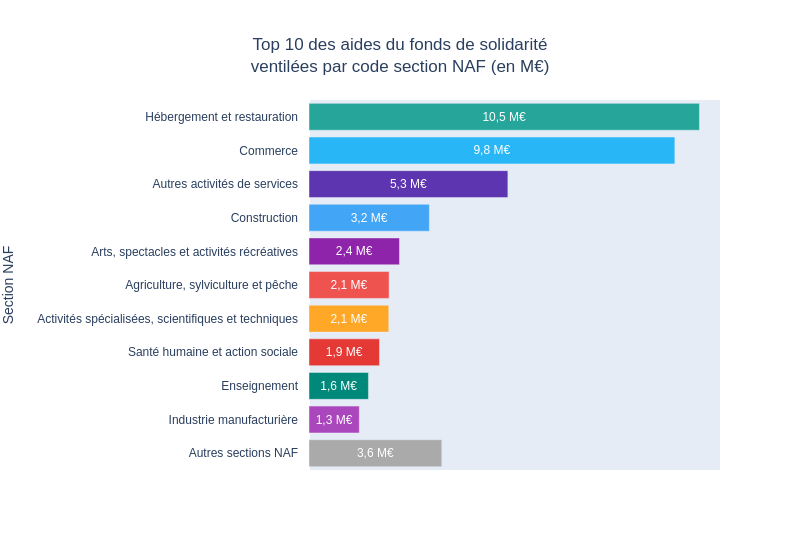 Top 10 des aides du fonds de solidarité
ventilées par code section NAF (en M€)
Section NAF
Hébergement et restauration 10,5 M€
Commerce 9,8 M€
Autres activités de services 5,3 M€
Construction 3,2 M€
Arts, spectacles et activités récréatives 2,4 M€
Agriculture, sylviculture et pêche 2,1 M€
Activités spécialisées, scientifiques et techniques 2,1 M€
Santé humaine et action sociale 1,9 M€
Enseignement 1,6 M€
Industrie manufacturière 1,3 M€
Autres sections NAF 3,6 M€